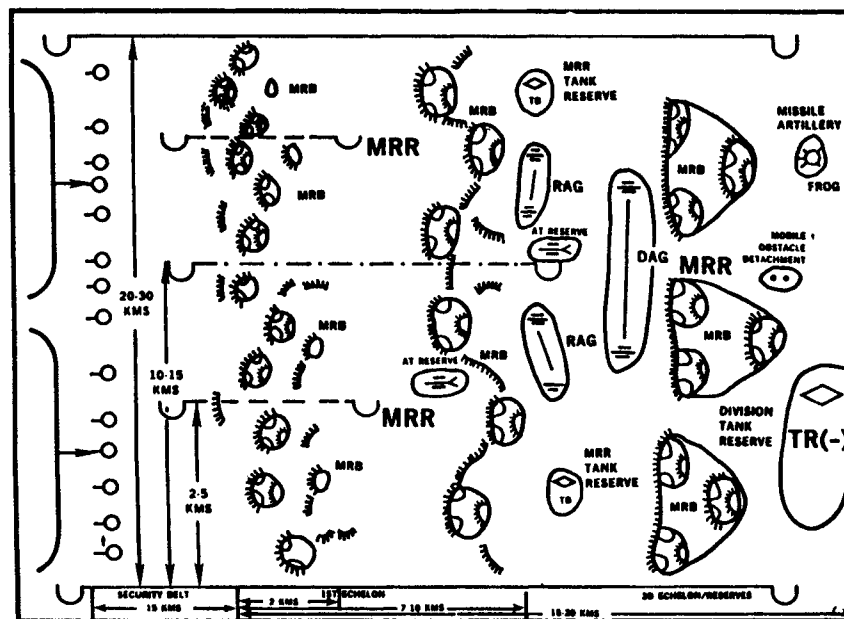 MRB
MRR
TANK
RESERVE
TB
MRB
MISSILE
ARTILLERY
FROG
MRR
MRB
RAG
MRB
AT RESERVE
DAG
MRR
MOBILE
OBSTACLE
DETACHMENT
20-30
KMS
MRB
RAG
MRB
10-15
KMS
AT RESERVE
MRB
MRR
DIVISION
TANK
RESERVE
TR(-)
MRB
2-5
KMS
MRR
TANK
RESERVE
TB
MRB
SECURITY BELT
1ST ECHELON
2D ECHELON/RESERVES
15 KMS
2 KMS
7-10 KMS